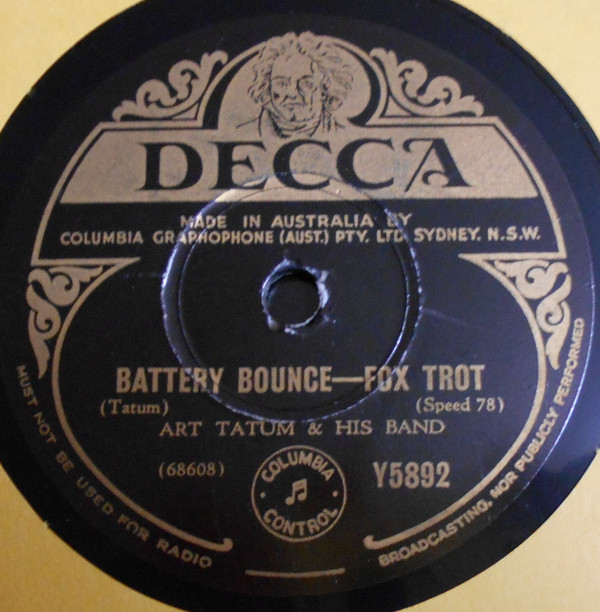 DECCA
MADE IN AUSTRALIA BY
COLUMBIA GRAPHOPHONE (AUST.) PTY. LTD. SYDNEY. N.S.W.
BATTERY BOUNCE—FOX TROT
(Tatum) (Speed 78)
ART TATUM & HIS BAND
(68608)
COLUMBIA
CONTROL
Y5892
MUST NOT BE USED FOR RADIO
BROADCASTING, NOR PUBLICLY PERFORMED